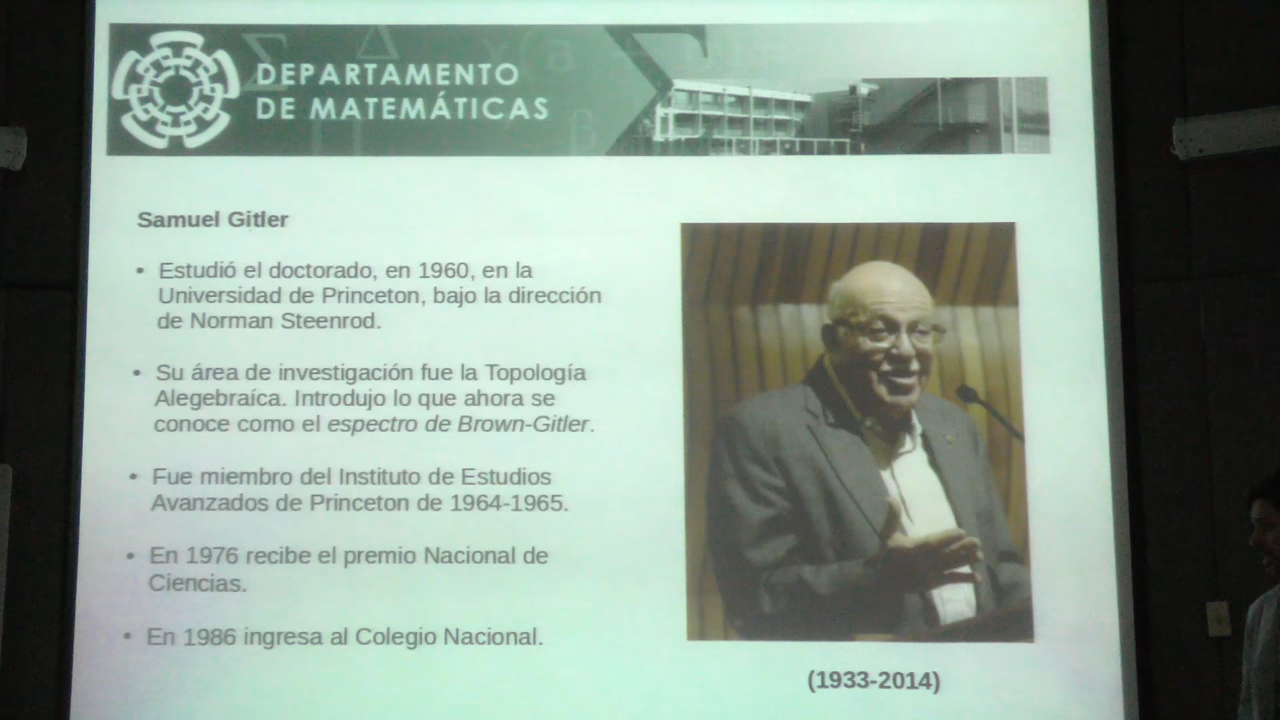 DEPARTAMENTO
DE MATEMÁTICAS
Samuel Gitler
• Estudió el doctorado, en 1960, en la
Universidad de Princeton, bajo la dirección
de Norman Steenrod.
• Su área de investigación fue la Topología
Alegebraíca. Introdujo lo que ahora se
conoce como el espectro de Brown-Gitler.
• Fue miembro del Instituto de Estudios
Avanzados de Princeton de 1964-1965.
• En 1976 recibe el premio Nacional de
Ciencias.
• En 1986 ingresa al Colegio Nacional.
(1933-2014)